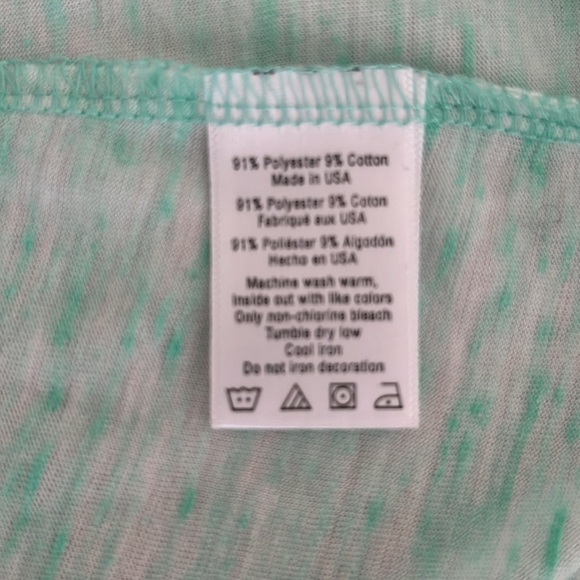 91% Polyester 9% Cotton
Made in USA
91% Polyester 9% Coton
Fabriqué aux USA
91% Poliéster 9% Algodón
Hecho en USA
Machine wash warm,
Inside out with like colors
Only non-chlorine bleach
Tumble dry low
Cool iron
Do not iron decoration